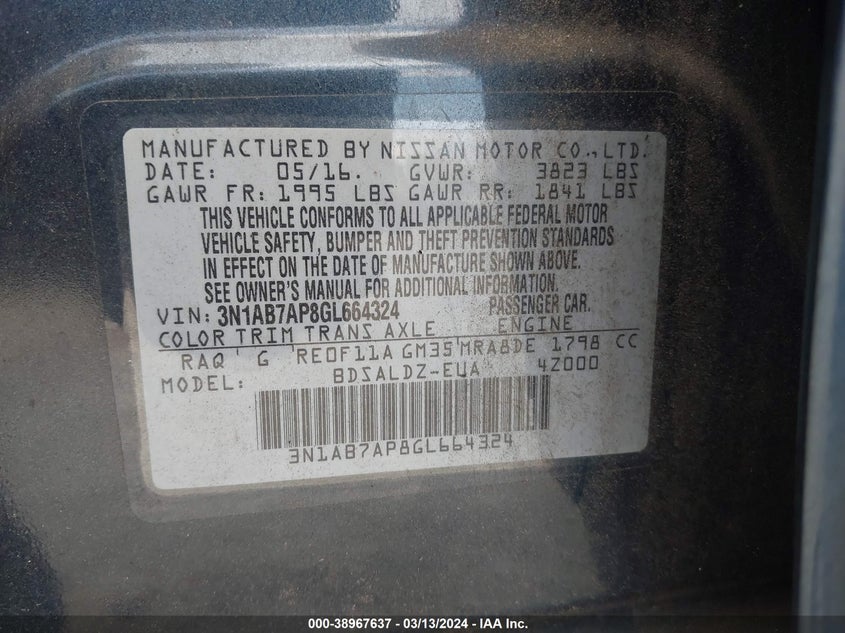 MANUFACTURED BY NISSAN MOTOR CO.,LTD.
DATE: 05/16. GVWR: 3823 LBS
GAWR FR: 1995 LBS GAWR RR: 1841 LBS
THIS VEHICLE CONFORMS TO ALL APPLICABLE FEDERAL MOTOR
VEHICLE SAFETY, BUMPER AND THEFT PREVENTION STANDARDS
IN EFFECT ON THE DATE OF MANUFACTURE SHOWN ABOVE.
SEE OWNER'S MANUAL FOR ADDITIONAL INFORMATION.
VIN: 3N1AB7AP8GL664324 PASSENGER CAR.
COLOR TRIM TRANS AXLE ENGINE
RAQ G RE0F11A GM35 MRA8DE 1798 CC
MODEL: BDSALDZ-EUA 4Z000
3N1AB7AP8GL664324
000-38967637 - 03/13/2024 - IAA Inc.